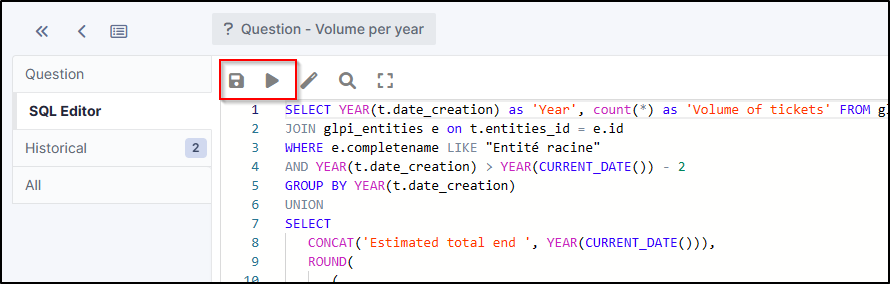 ? Question - Volume per year
Question
SQL Editor
Historical 2
All
1 SELECT YEAR(t.date_creation) as 'Year', count(*) as 'Volume of tickets' FROM gl
2 JOIN glpi_entities e on t.entities_id = e.id
3 WHERE e.completename LIKE "Entité racine"
4 AND YEAR(t.date_creation) > YEAR(CURRENT_DATE()) - 2
5 GROUP BY YEAR(t.date_creation)
6 UNION
7 SELECT
8 CONCAT('Estimated total end ', YEAR(CURRENT_DATE())),
9 ROUND(
10 (